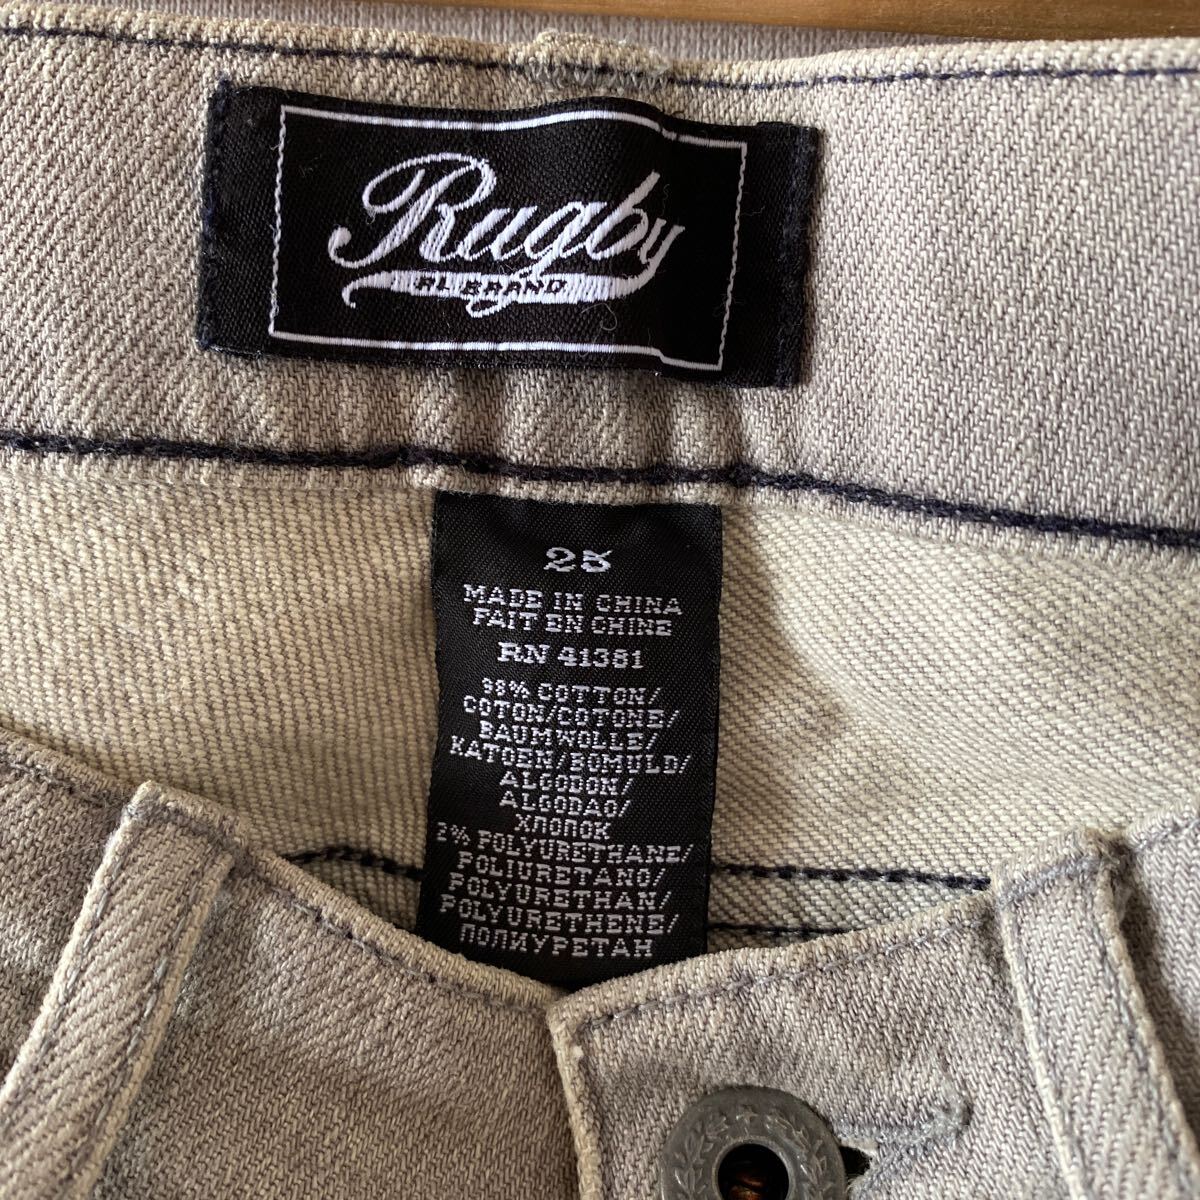 Rugby
RL BRAND
25
MADE IN CHINA
FAIT EN CHINE
RN 41381
98% COTTON/
COTON/COTONE/
BAUMWOLLE/
KATOEN/BOMULD/
ALGODON/
ALGODAO/
ХЛОПОК
2% POLYURETHANE/
POLIURETANO/
POLYURETHAN/
POLYURETHENE/
ПОЛИУРЕТАН